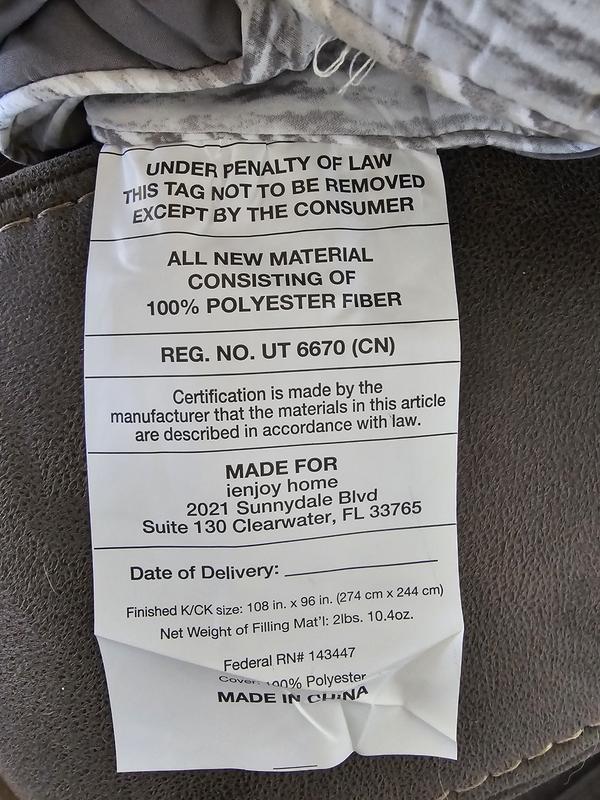 UNDER PENALTY OF LAW
THIS TAG NOT TO BE REMOVED
EXCEPT BY THE CONSUMER
ALL NEW MATERIAL
CONSISTING OF
100% POLYESTER FIBER
REG. NO. UT 6670 (CN)
Certification is made by the
manufacturer that the materials in this article
are described in accordance with law.
MADE FOR
ienjoy home
2021 Sunnydale Blvd
Suite 130 Clearwater, FL 33765
Date of Delivery:
Finished K/CK size: 108 in. x 96 in. (274 cm x 244 cm)
Net Weight of Filling Mat'l: 2lbs. 10.4oz.
Federal RN# 143447
Cover: 100% Polyester
MADE IN CHINA